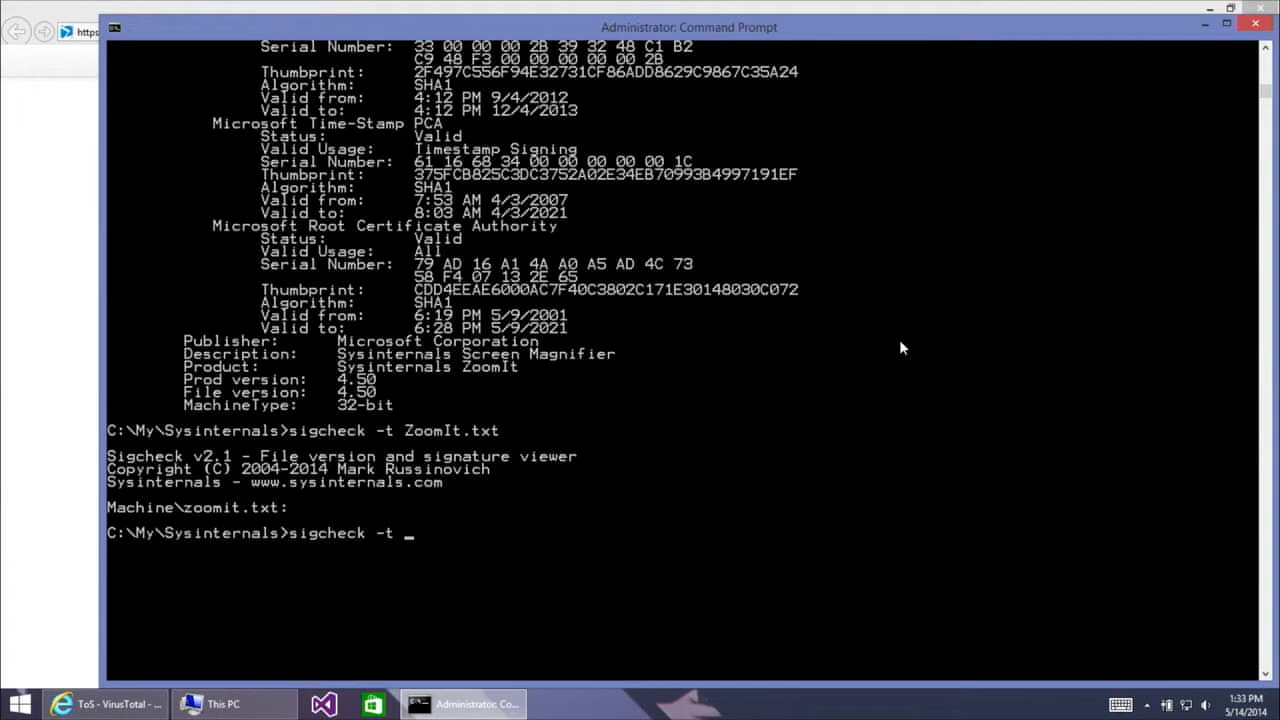 https
Administrator: Command Prompt
Serial Number: 33 00 00 00 2B 39 32 48 C1 B2
C9 48 F3 00 00 00 00 00 2B
Thumbprint: 2F497C556F94E32731CF86ADD8629C9867C35A24
Algorithm: SHA1
Valid from: 4:12 PM 9/4/2012
Valid to: 4:12 PM 12/4/2013
Microsoft Time-Stamp PCA
Status: Valid
Valid Usage: Timestamp Signing
Serial Number: 61 16 68 34 00 00 00 00 00 1C
Thumbprint: 375FCB825C3DC3752A02E34EB70993B4997191EF
Algorithm: SHA1
Valid from: 7:53 AM 4/3/2007
Valid to: 8:03 AM 4/3/2021
Microsoft Root Certificate Authority
Status: Valid
Valid Usage: All
Serial Number: 79 AD 16 A1 4A A0 A5 AD 4C 73
58 F4 07 13 2E 65
Thumbprint: CDD4EEAE6000AC7F40C3802C171E30148030C072
Algorithm: SHA1
Valid from: 6:19 PM 5/9/2001
Valid to: 6:28 PM 5/9/2021
Publisher: Microsoft Corporation
Description: Sysinternals Screen Magnifier
Product: Sysinternals ZoomIt
Prod version: 4.50
File version: 4.50
MachineType: 32-bit
C:\My\Sysinternals>sigcheck -t ZoomIt.txt
Sigcheck v2.1 - File version and signature viewer
Copyright (C) 2004-2014 Mark Russinovich
Sysinternals - www.sysinternals.com
Machine\zoomit.txt:
C:\My\Sysinternals>sigcheck -t _
ToS - VirusTotal - ...
This PC
Administrator: Co...
1:33 PM
5/14/2014